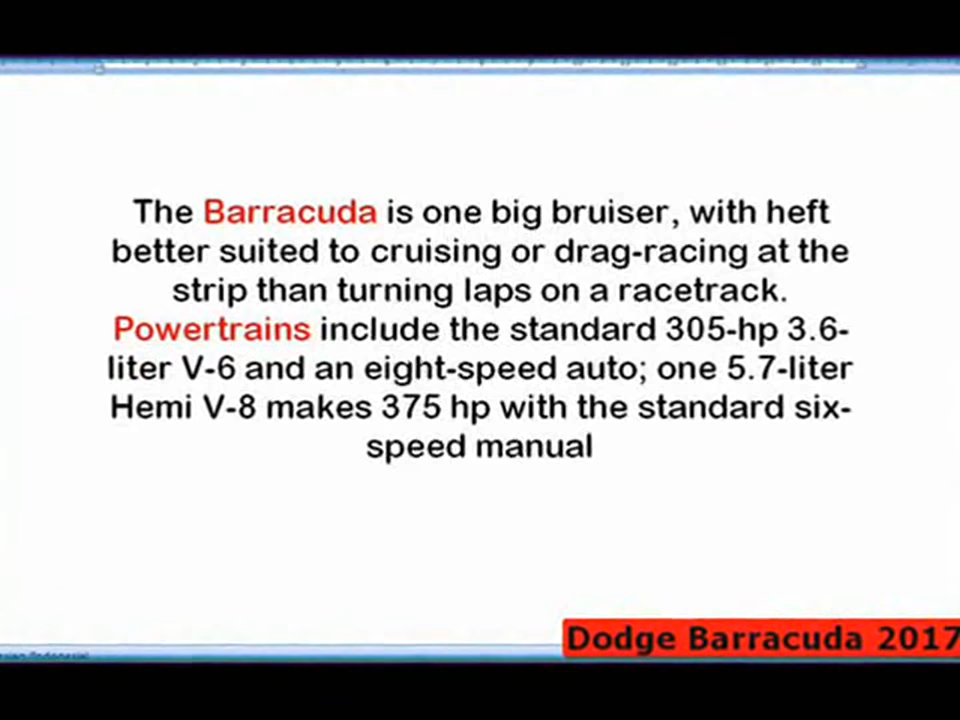 The Barracuda is one big bruiser, with heft
better suited to cruising or drag-racing at the
strip than turning laps on a racetrack.
Powertrains include the standard 305-hp 3.6-
liter V-6 and an eight-speed auto; one 5.7-liter
Hemi V-8 makes 375 hp with the standard six-
speed manual
Dodge Barracuda 2017